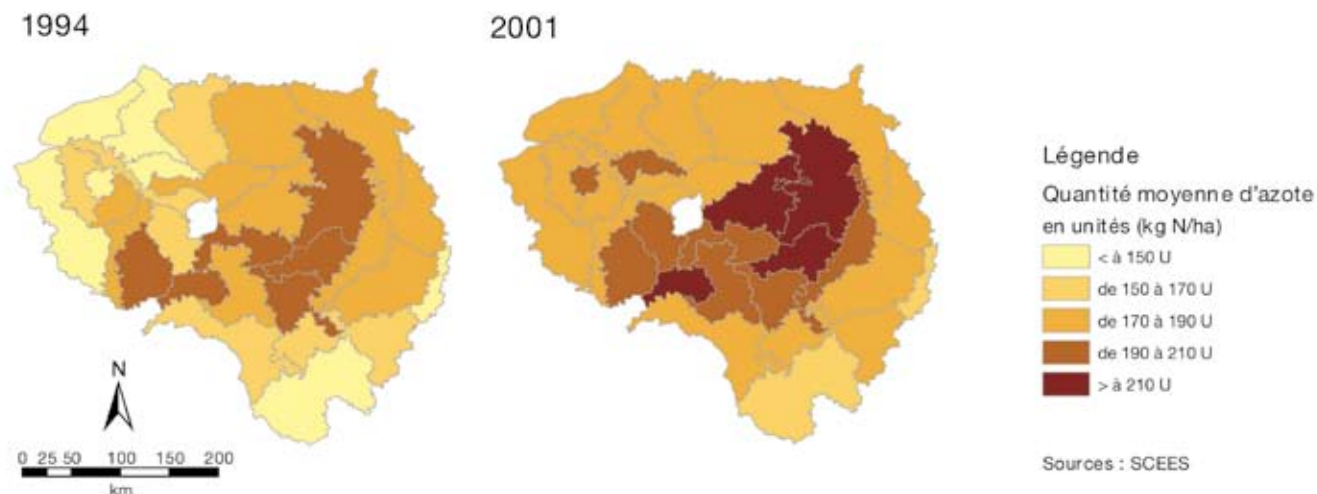 1994
2001
Légende
Quantité moyenne d'azote
en unités (kg N/ha)
< à 150 U
de 150 à 170 U
de 170 à 190 U
de 190 à 210 U
> à 210 U
N
0 25 50 100 150 200
km
Sources : SCEES